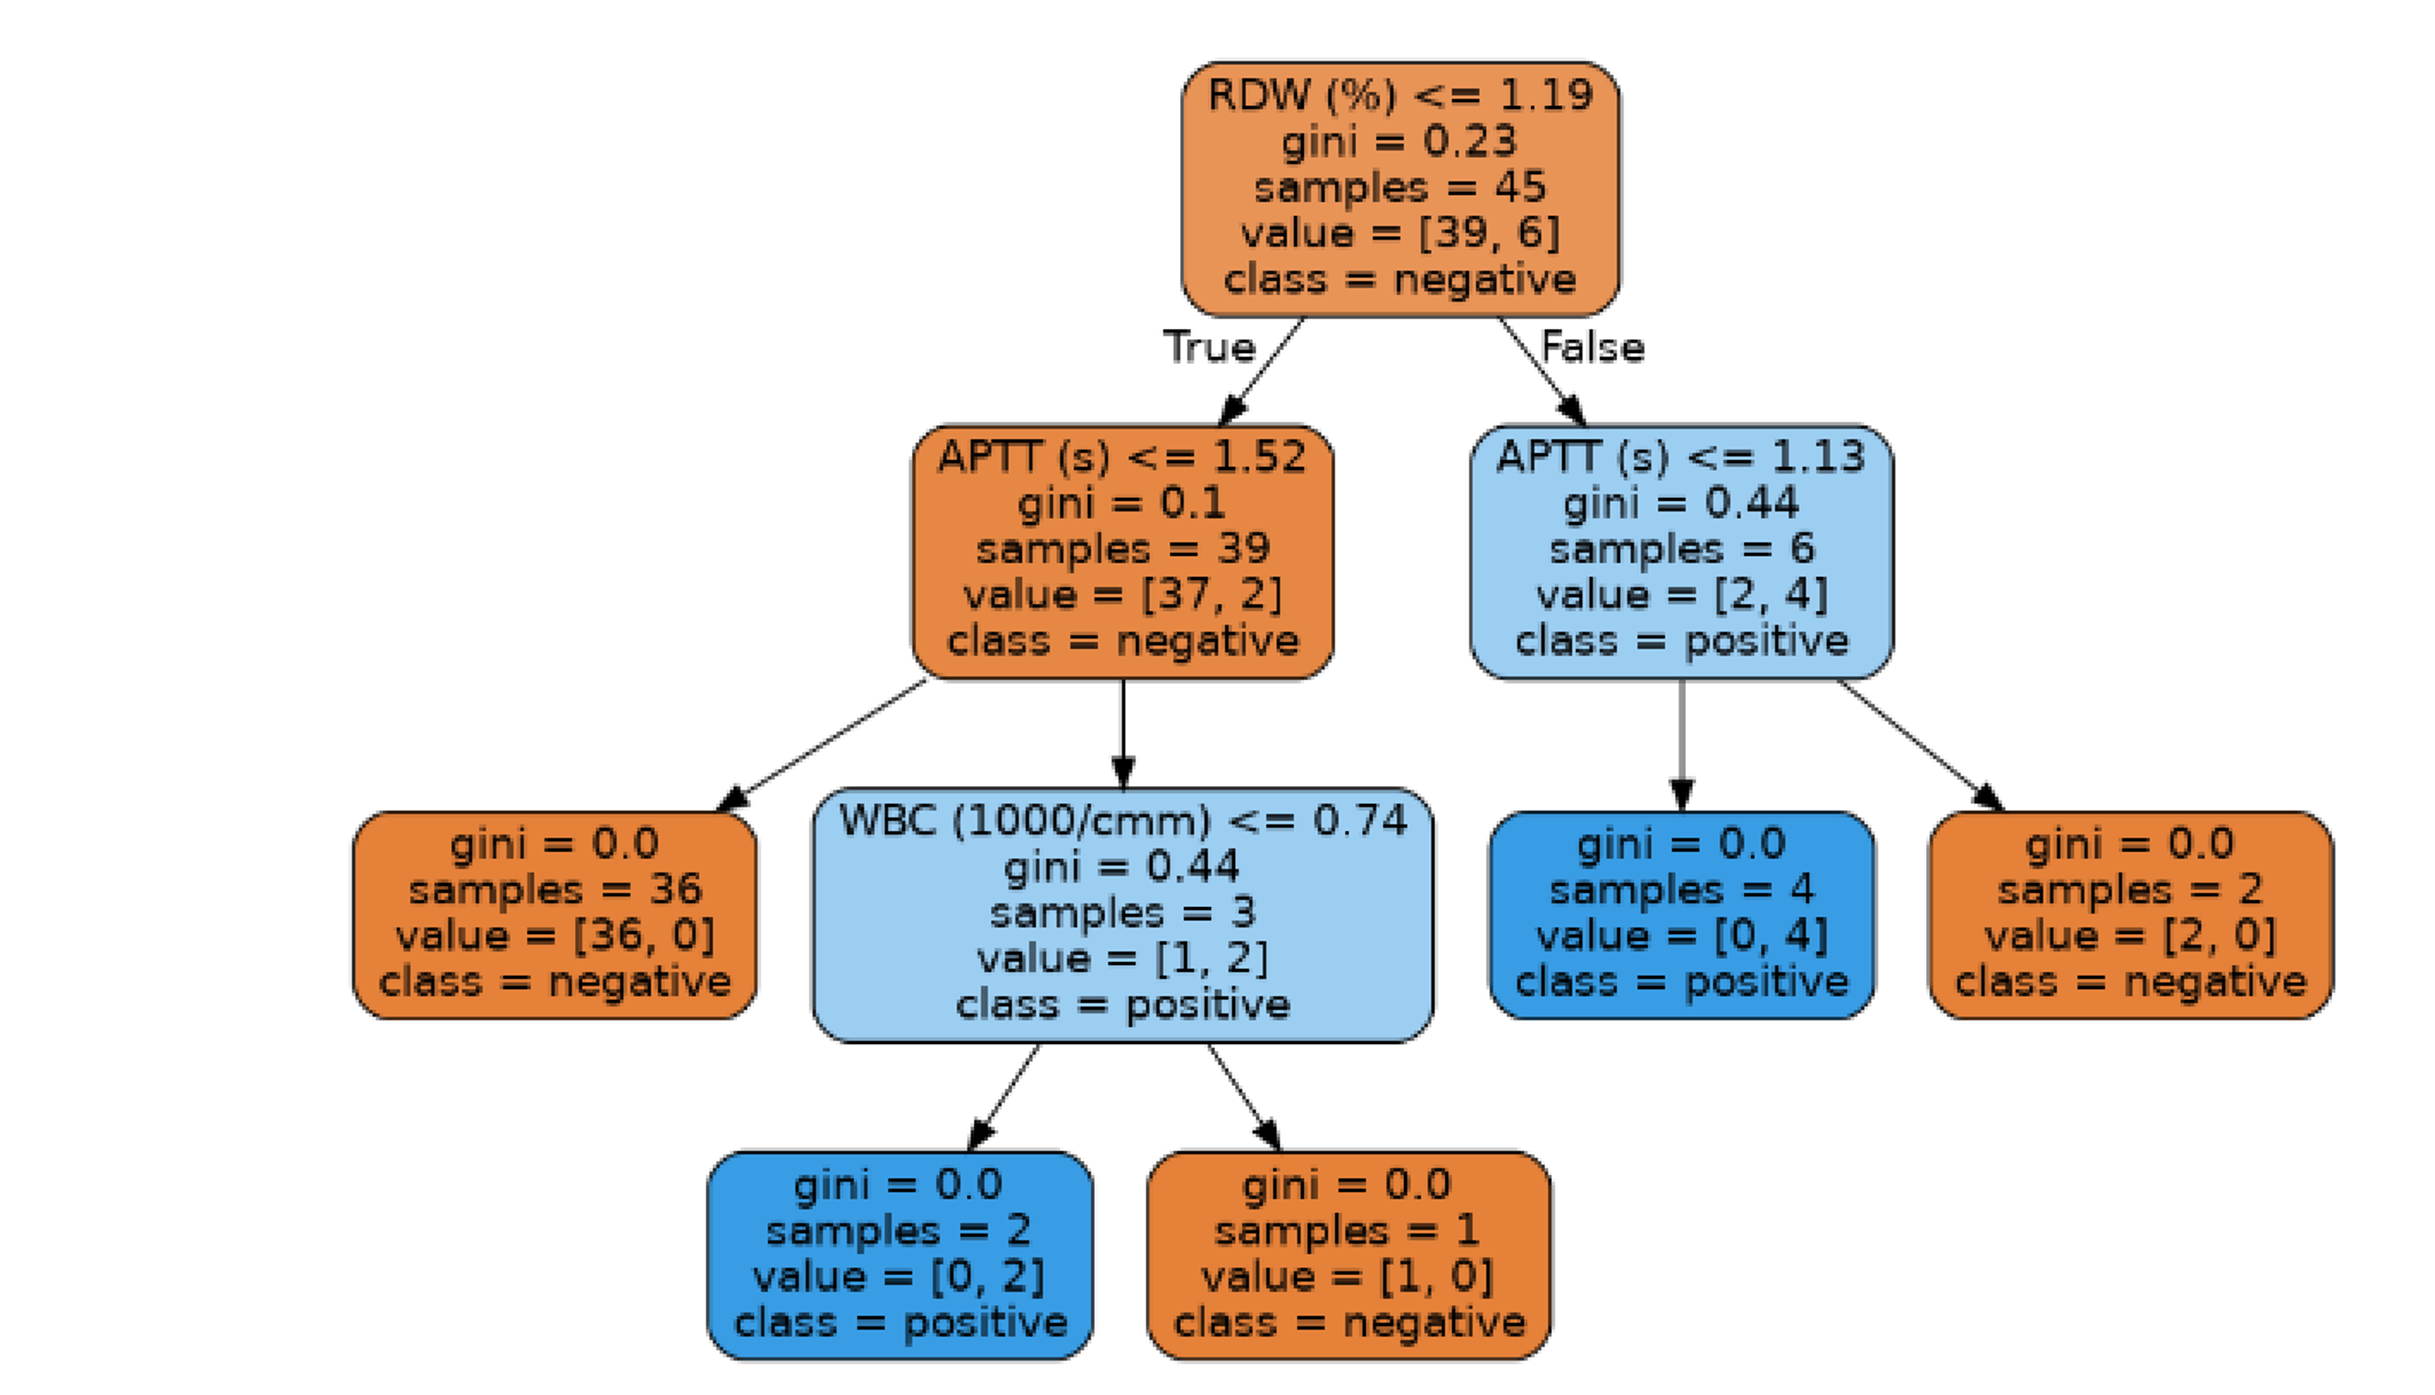 RDW (%) <= 1.19
gini = 0.23
samples = 45
value = [39, 6]
class = negative
True
False
APTT (s) <= 1.52
gini = 0.1
samples = 39
value = [37, 2]
class = negative
APTT (s) <= 1.13
gini = 0.44
samples = 6
value = [2, 4]
class = positive
gini = 0.0
samples = 36
value = [36, 0]
class = negative
WBC (1000/cmm) <= 0.74
gini = 0.44
samples = 3
value = [1, 2]
class = positive
gini = 0.0
samples = 4
value = [0, 4]
class = positive
gini = 0.0
samples = 2
value = [2, 0]
class = negative
gini = 0.0
samples = 2
value = [0, 2]
class = positive
gini = 0.0
samples = 1
value = [1, 0]
class = negative